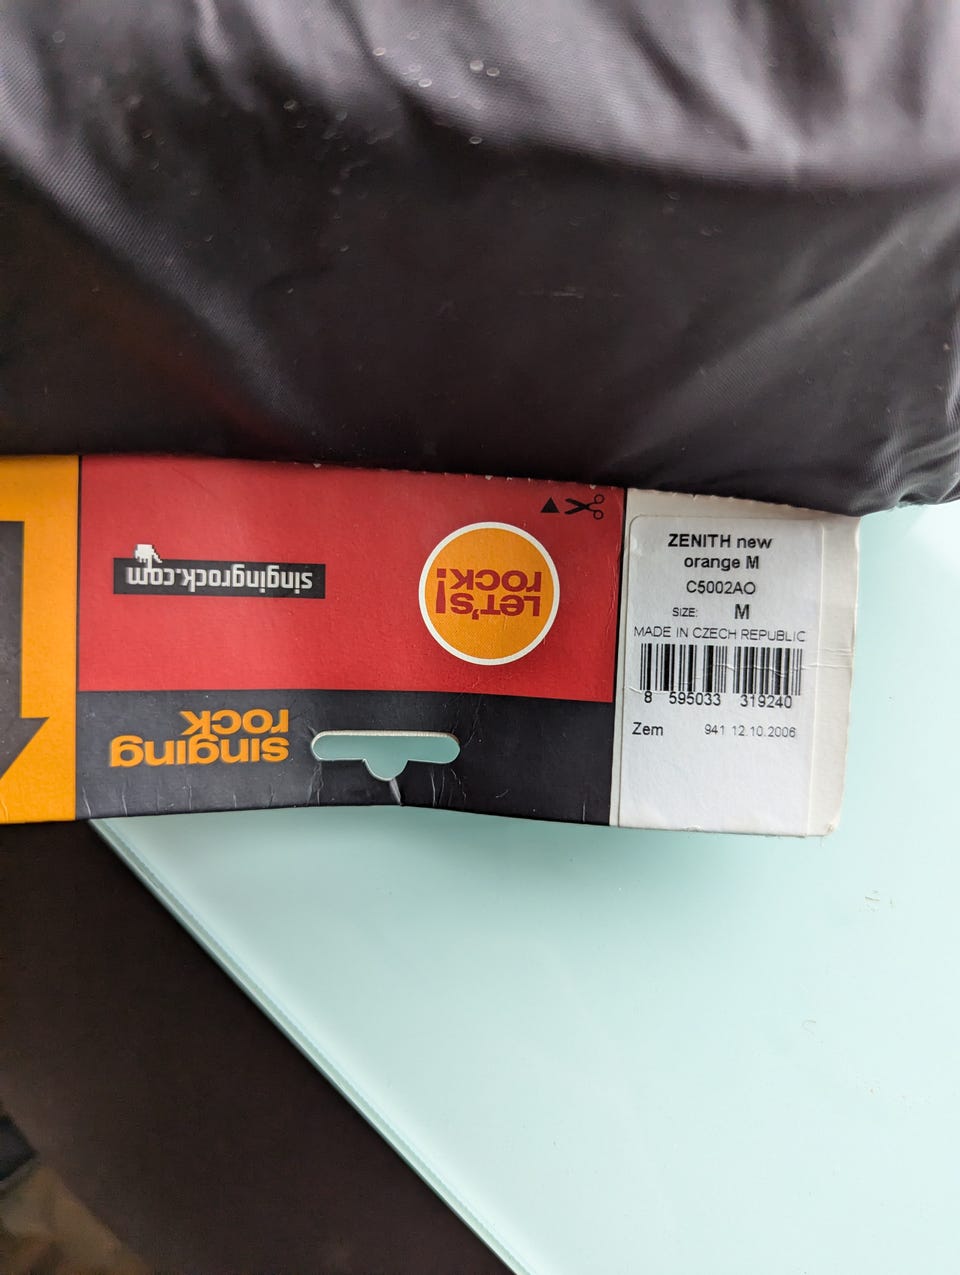 singingrock.com
LET'S
ROCK!
singing
rock
ZENITH new
orange M
C5002AO
SIZE: M
MADE IN CZECH REPUBLIC
8 595033 319240
Zem 941 12.10.2006